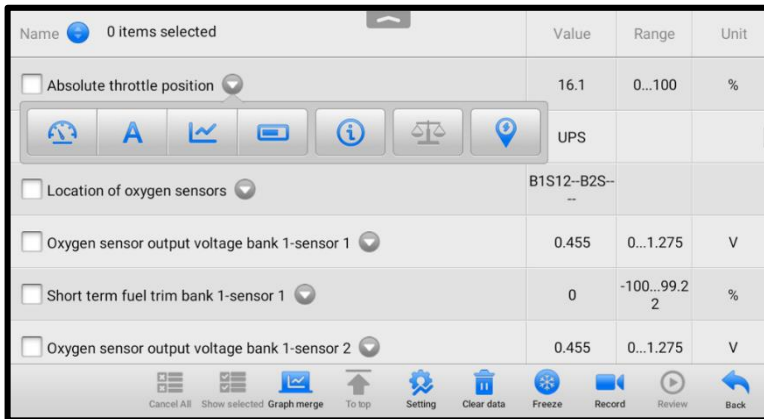 Name 0 items selected Value Range Unit
Absolute throttle position 16.1 0...100 %
A
UPS
Location of oxygen sensors B1S12--B2S--
--
Oxygen sensor output voltage bank 1-sensor 1 0.455 0...1.275 V
Short term fuel trim bank 1-sensor 1 0 -100...99.2
2 %
Oxygen sensor output voltage bank 1-sensor 2 0.455 0...1.275 V
Cancel All Show selected Graph merge To top Setting Clear data Freeze Record Review Back